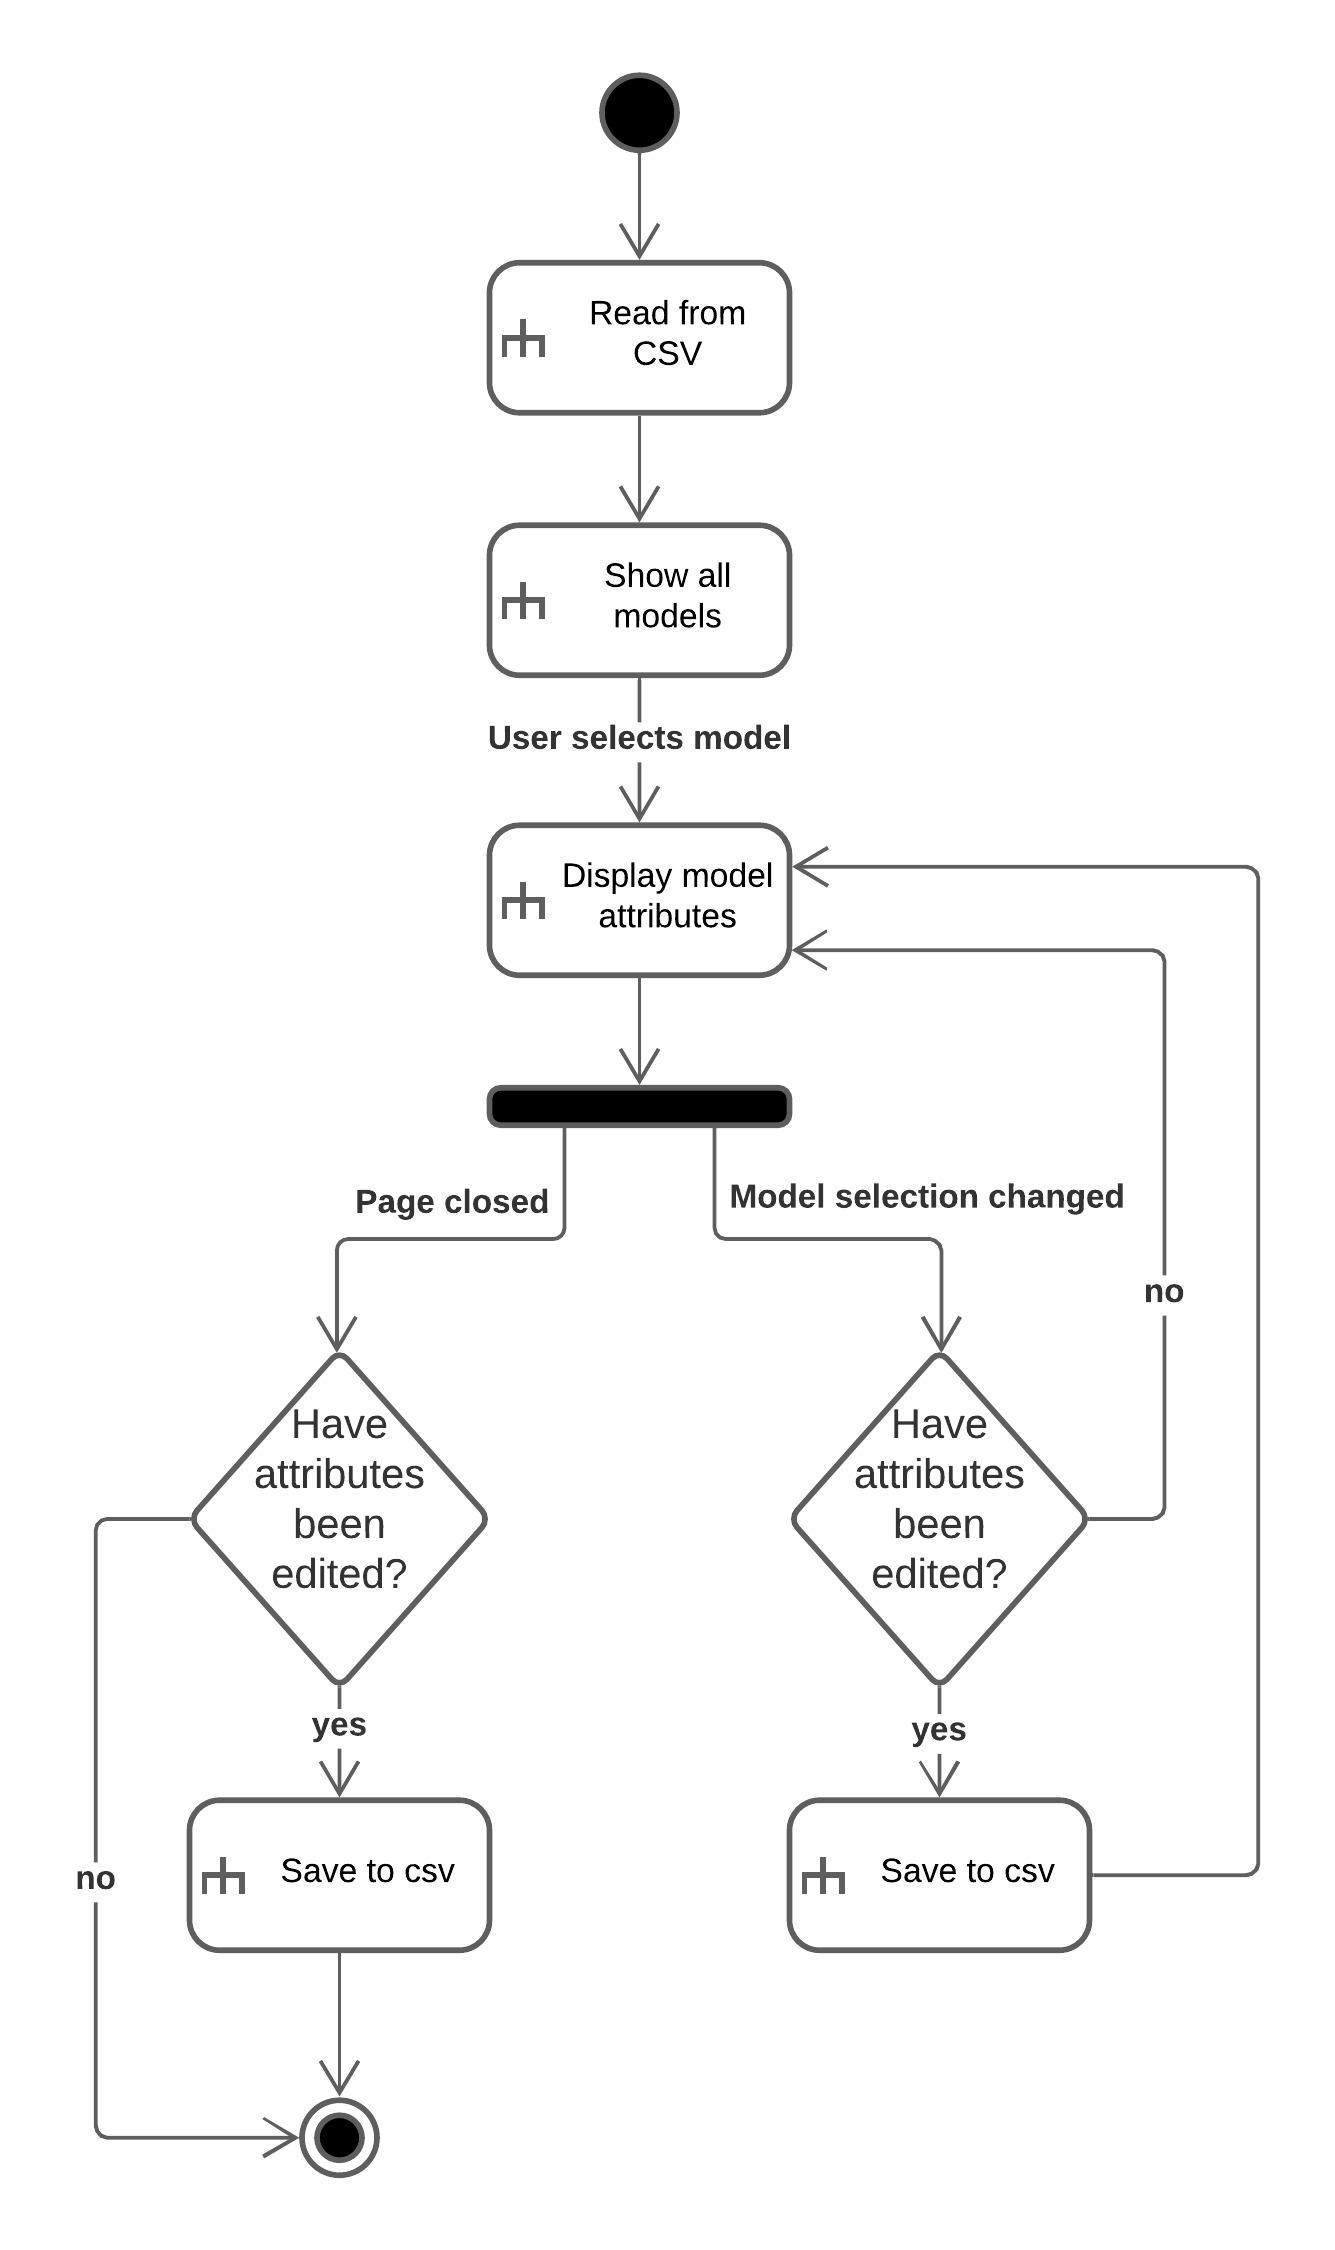 Read from
CSV
Show all
models
User selects model
Display model
attributes
Page closed
Model selection changed
no
Have
attributes
been
edited?
Have
attributes
been
edited?
yes
yes
no
Save to csv
Save to csv